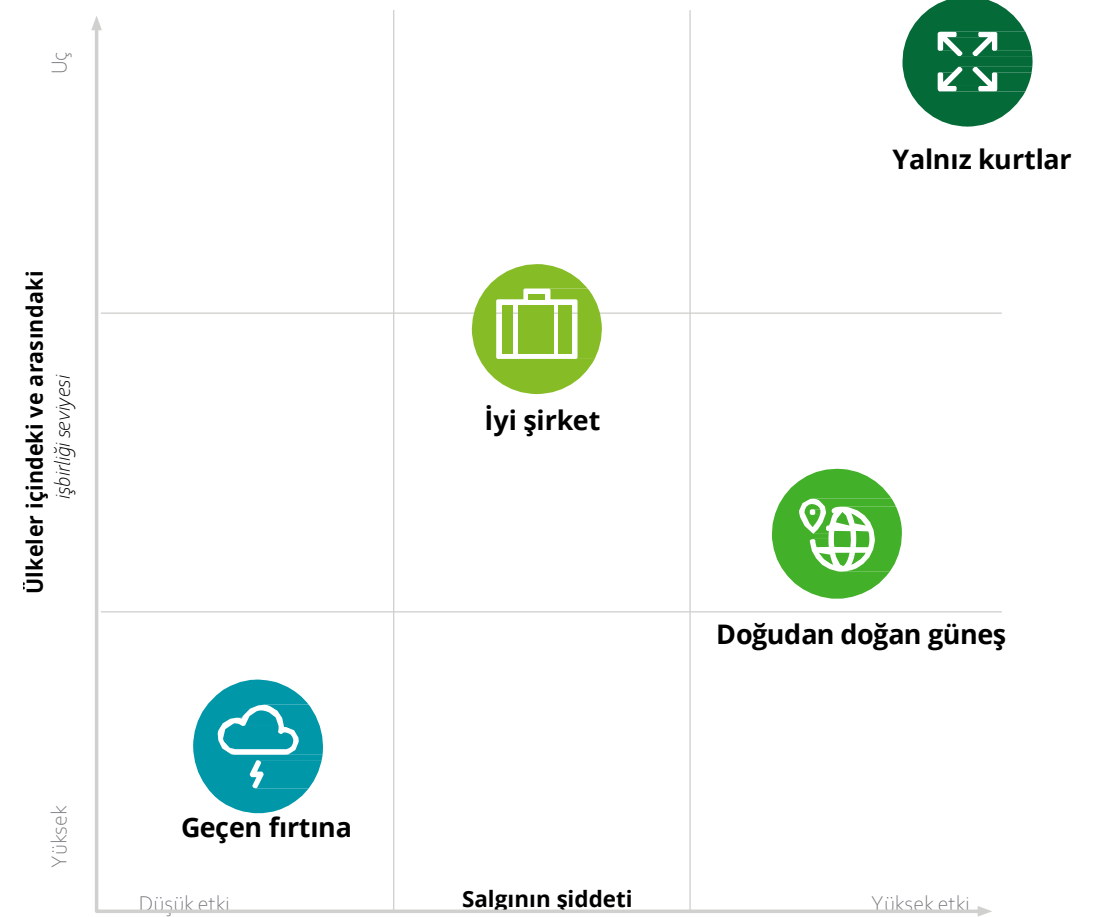 Uç
Yalnız kurtlar
Ülkeler içindeki ve arasındaki
işbirliği seviyesi
İyi şirket
Doğudan doğan güneş
Geçen fırtına
Yüksek
Düşük etki
Salgının şiddeti
Yüksek etki